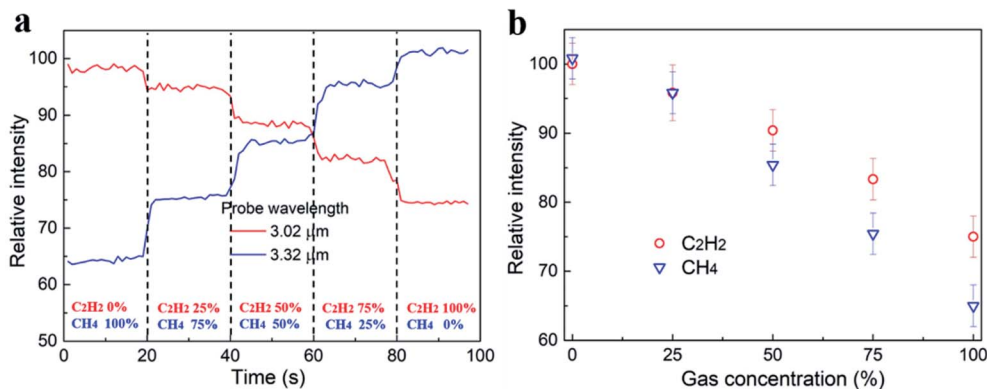 a
100
90
80
70
60
50
Relative intensity
Probe wavelength
3.02 μm
3.32 μm
C2H2 0% C2H2 25% C2H2 50% C2H2 75% C2H2 100%
CH4 100% CH4 75% CH4 50% CH4 25% CH4 0%
0 20 40 60 80 100
Time (s)
b
100
90
80
70
60
Relative intensity
C2H2
CH4
0 25 50 75 100
Gas concentration (%)